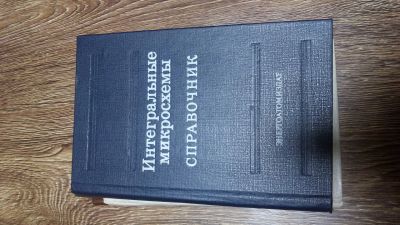 Интегральные
микросхемы
СПРАВОЧНИК
ЭНЕРГОАТОМИЗДАТ